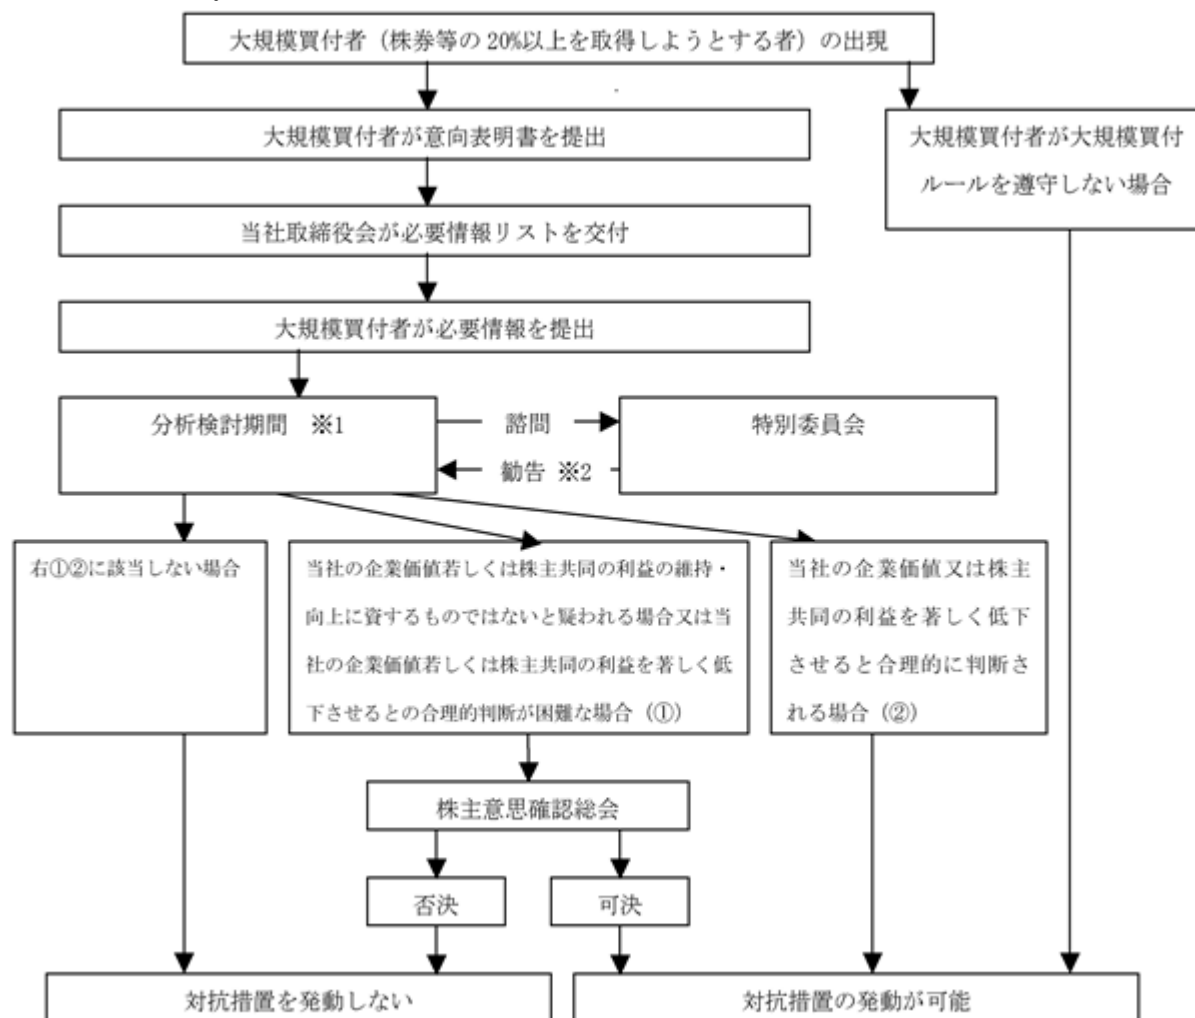 大規模買付者（株券等の 20%以上を取得しようとする者）の出現
大規模買付者が意向表明書を提出
大規模買付者が大規模買付
ルールを遵守しない場合
当社取締役会が必要情報リストを交付
大規模買付者が必要情報を提出
分析検討期間　※1
諮問
勧告 ※2
特別委員会
右①②に該当しない場合
当社の企業価値若しくは株主共同の利益の維持・
向上に資するものではないと疑われる場合又は当
社の企業価値若しくは株主共同の利益を著しく低
下させるとの合理的判断が困難な場合（①）
当社の企業価値又は株主
共同の利益を著しく低下
させると合理的に判断さ
れる場合（②）
株主意思確認総会
否決
可決
対抗措置を発動しない
対抗措置の発動が可能